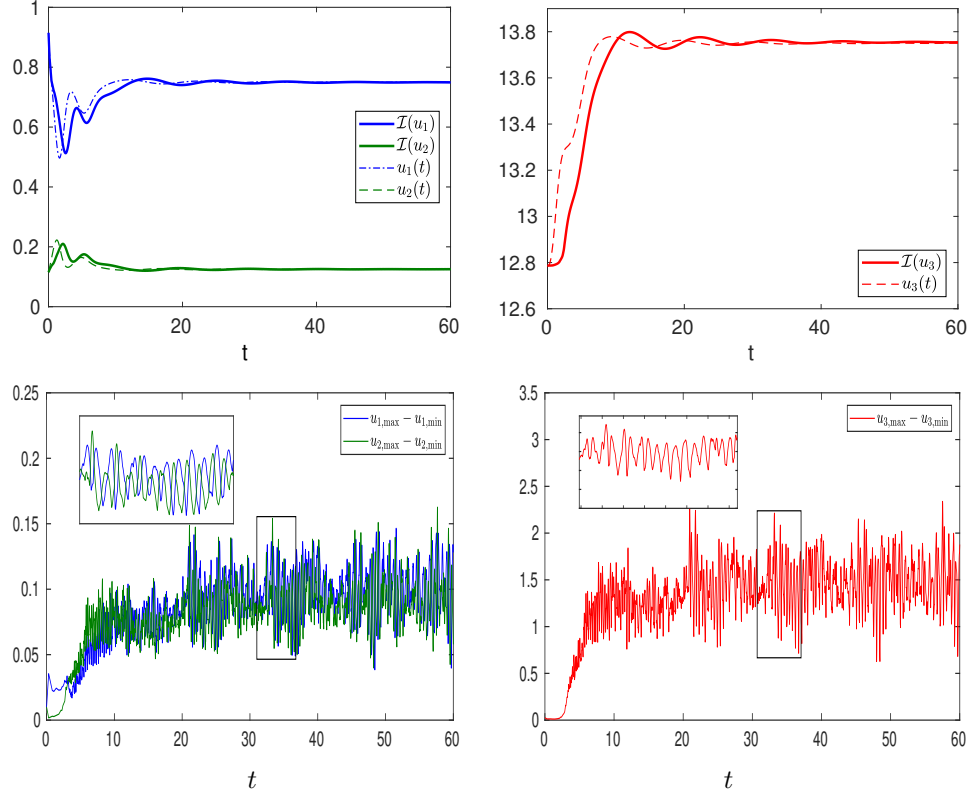 1
0.8
0.6
0.4
0.2
0
0 20 40 60
t
I(u₁)
I(u₂)
u₁(t)
u₂(t)
13.8
13.6
13.4
13.2
13
12.8
12.6
0 20 40 60
t
I(u₃)
u₃(t)
0.25
0.2
0.15
0.1
0.05
0
0 10 20 30 40 50 60
t
u₁,max − u₁,min
u₂,max − u₂,min
3.5
3
2.5
2
1.5
1
0.5
0
0 10 20 30 40 50 60
t
u₃,max − u₃,min